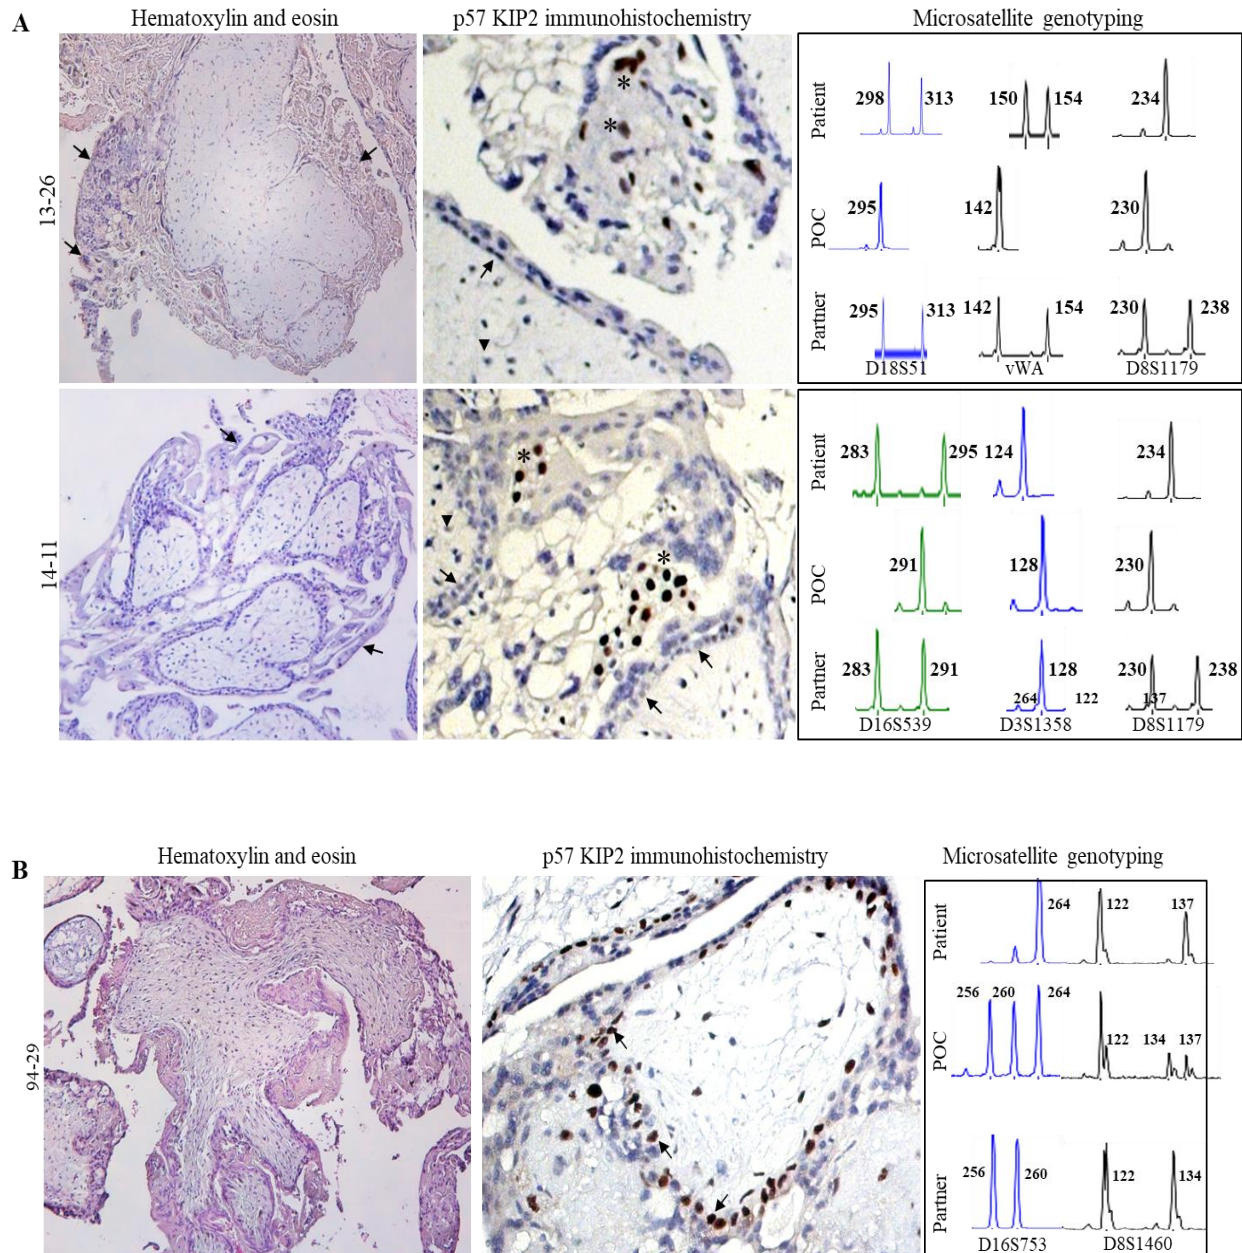 A
Hematoxylin and eosin
p57 KIP2 immunohistochemistry
Microsatellite genotyping
13-26
*
*
Patient
298 313 150 154 234
POC
295 142 230
Partner
295 313 142 154 230 238
D18S51 vWA D8S1179
14-11
*
*
Patient
283 295 124 234
POC
291 128 230
Partner
283 291 128 230 238
264 122 137
D16S539 D3S1358 D8S1179
B
Hematoxylin and eosin
p57 KIP2 immunohistochemistry
Microsatellite genotyping
94-29
Patient
264 122 137
POC
256 260 264 122 134 137
Partner
256 260 122 134
D16S753 D8S1460